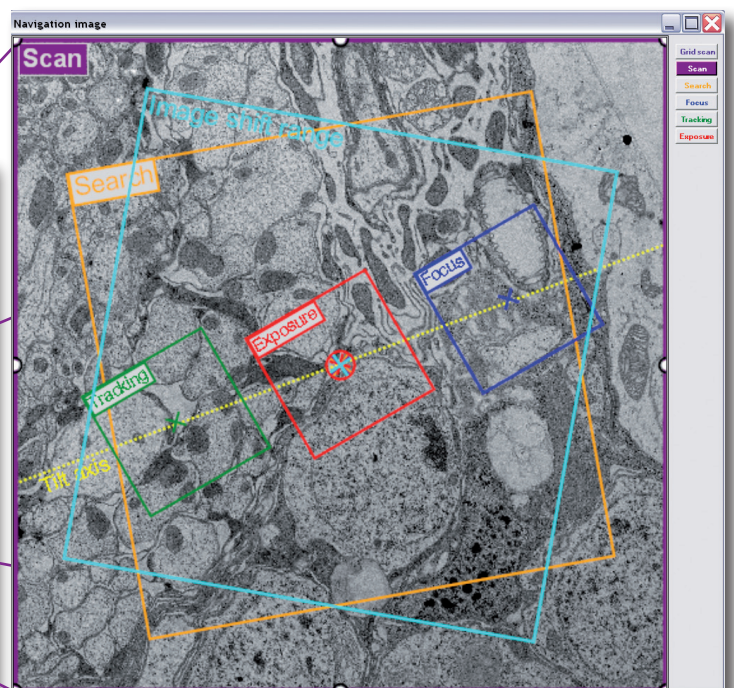 Navigation image
Scan
Grid scan
Scan
Search
Focus
Tracking
Exposure
Image shift range
Search
Focus
Exposure
Tracking
Tilt axis